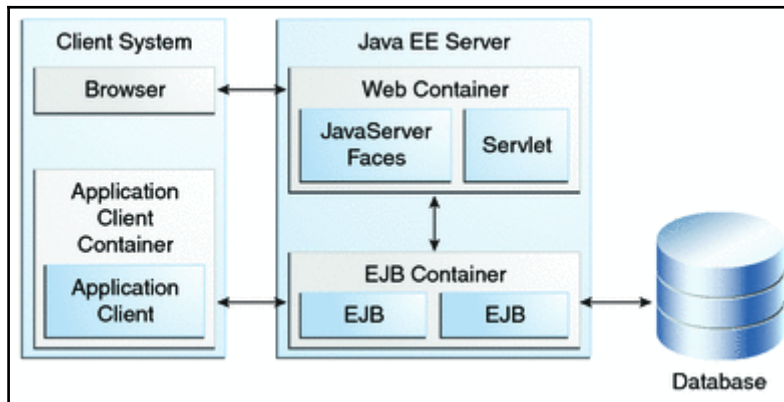 Client System
Browser
Application
Client
Container
Application
Client
Java EE Server
Web Container
JavaServer
Faces
Servlet
EJB Container
EJB
EJB
Database